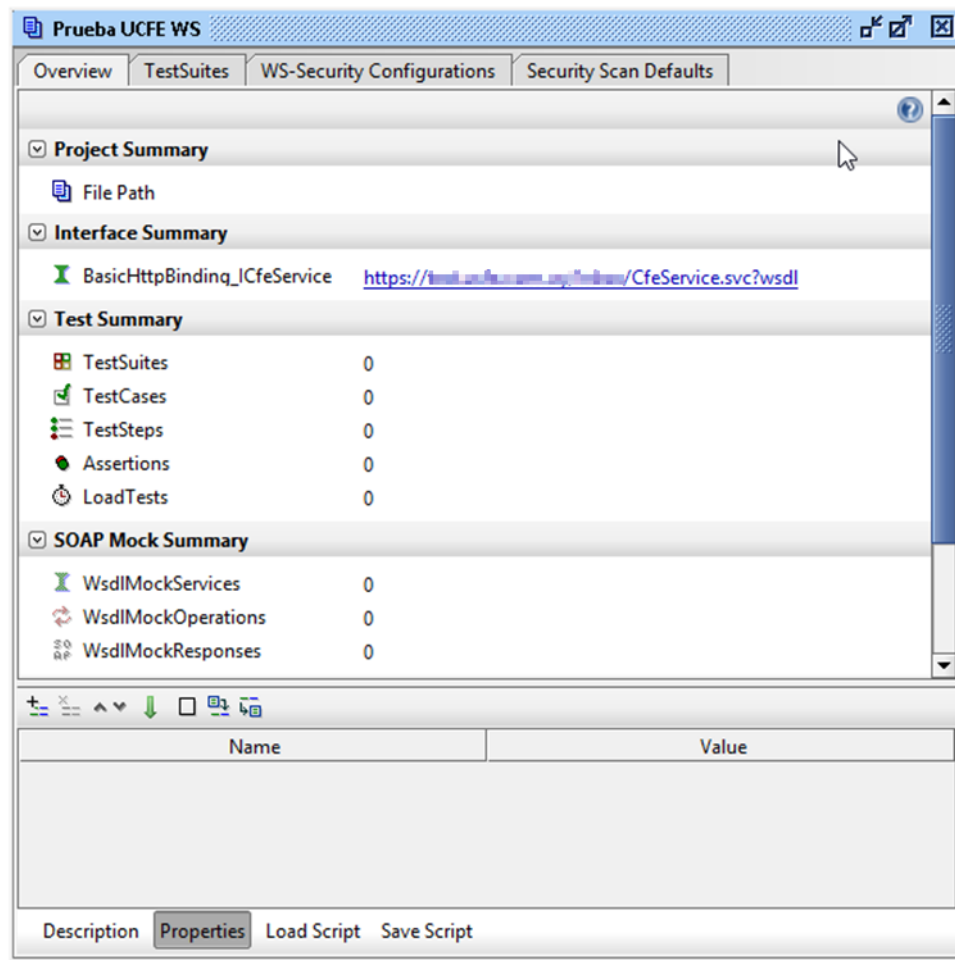 Prueba UCFE WS
Overview TestSuites WS-Security Configurations Security Scan Defaults
Project Summary
File Path
Interface Summary
BasicHttpBinding_ICfeService https:// /CfeService.svc?wsdl
Test Summary
TestSuites 0
TestCases 0
TestSteps 0
Assertions 0
LoadTests 0
SOAP Mock Summary
WsdlMockServices 0
WsdlMockOperations 0
WsdlMockResponses 0
Name Value
Description Properties Load Script Save Script